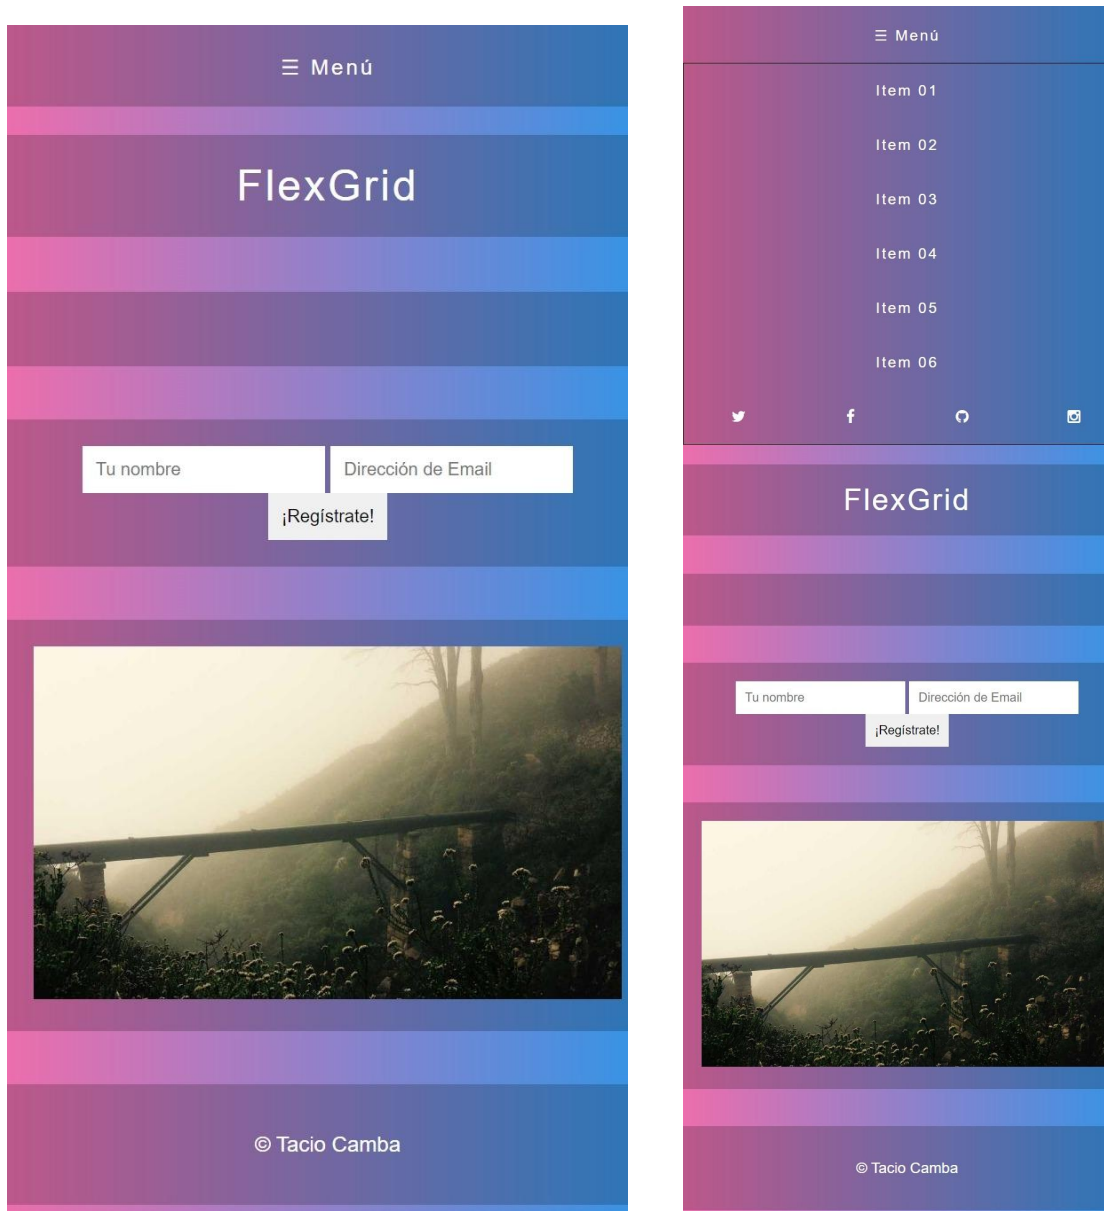 ☰ Menú
FlexGrid
Tu nombre
Dirección de Email
¡Regístrate!
© Tacio Camba
☰ Menú
Item 01
Item 02
Item 03
Item 04
Item 05
Item 06
FlexGrid
Tu nombre
Dirección de Email
¡Regístrate!
© Tacio Camba